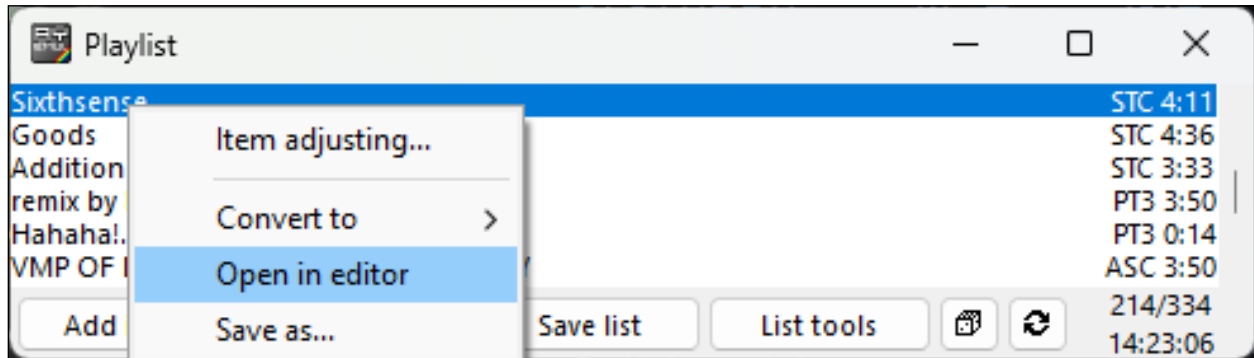 Playlist
Sixthsense STC 4:11
Goods STC 4:36
Addition STC 3:33
remix by PT3 3:50
Hahaha!. PT3 0:14
VMP OF ASC 3:50
Item adjusting...
Convert to
Open in editor
Save as...
Add Save list List tools 214/334
14:23:06